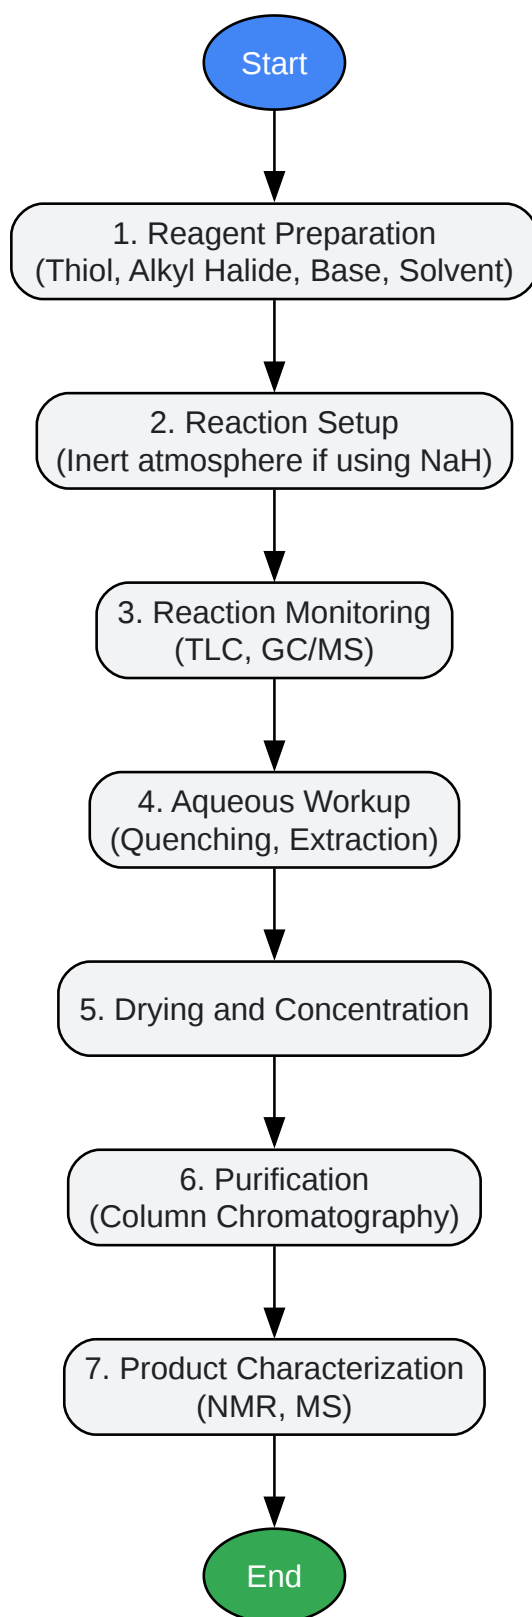 Start
1. Reagent Preparation
(Thiol, Alkyl Halide, Base, Solvent)
2. Reaction Setup
(Inert atmosphere if using NaH)
3. Reaction Monitoring
(TLC, GC/MS)
4. Aqueous Workup
(Quenching, Extraction)
5. Drying and Concentration
6. Purification
(Column Chromatography)
7. Product Characterization
(NMR, MS)
End